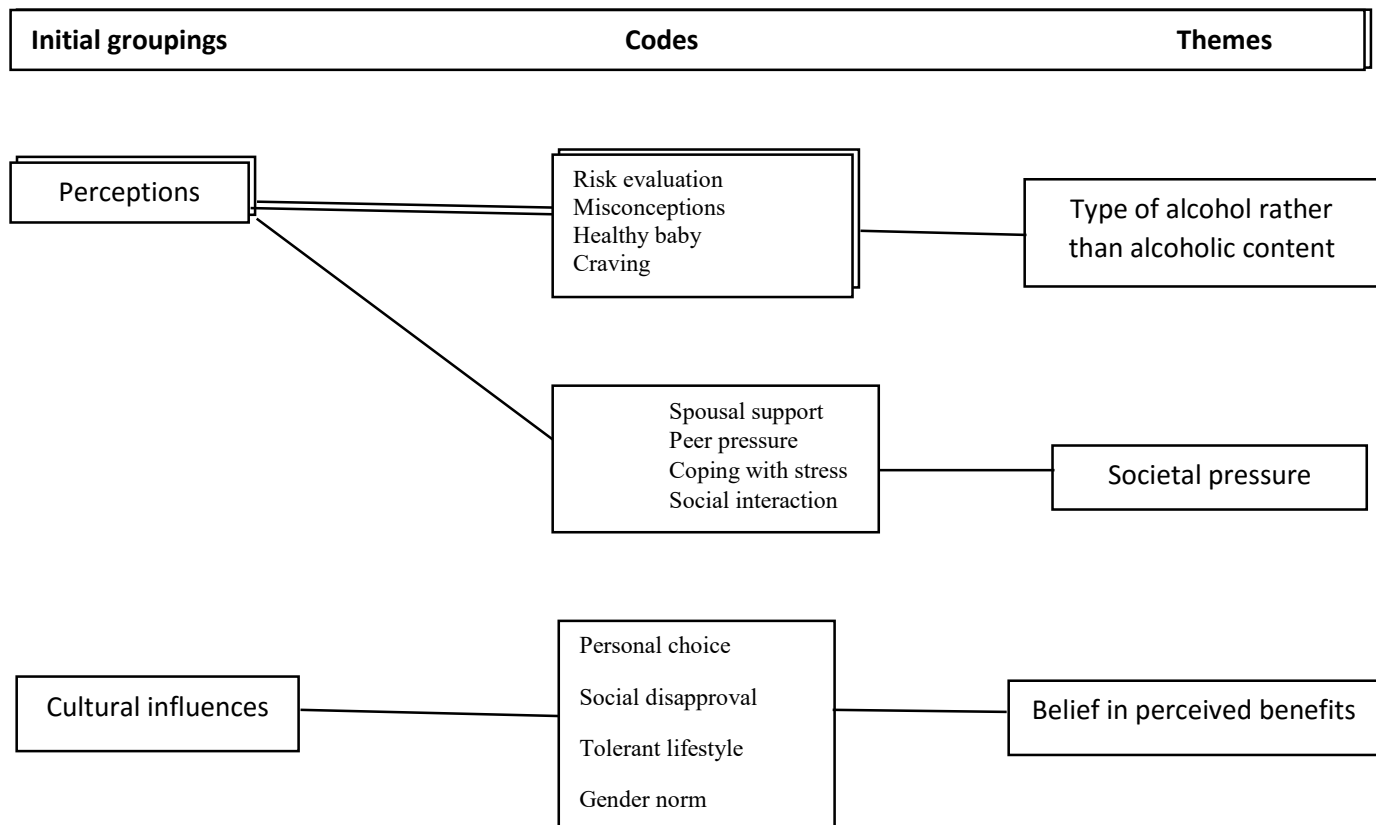 Initial groupings Codes Themes
Perceptions
Risk evaluation
Misconceptions
Healthy baby
Craving
Type of alcohol rather
than alcoholic content
Spousal support
Peer pressure
Coping with stress
Social interaction
Societal pressure
Cultural influences
Personal choice
Social disapproval
Tolerant lifestyle
Gender norm
Belief in perceived benefits